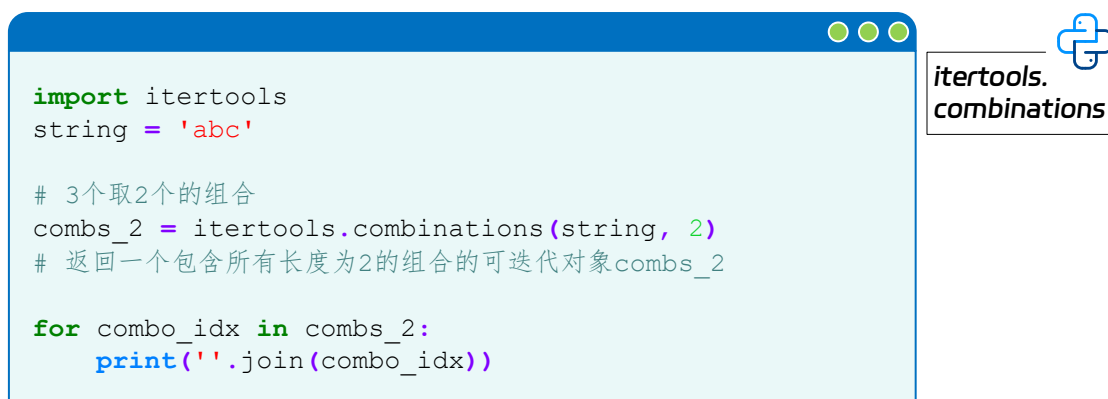 import itertools
string = 'abc'
# 3个取2个的组合
combs_2 = itertools.combinations(string, 2)
# 返回一个包含所有长度为2的组合的可迭代对象combs_2
for combo_idx in combs_2:
    print(''.join(combo_idx))
itertools.
combinations